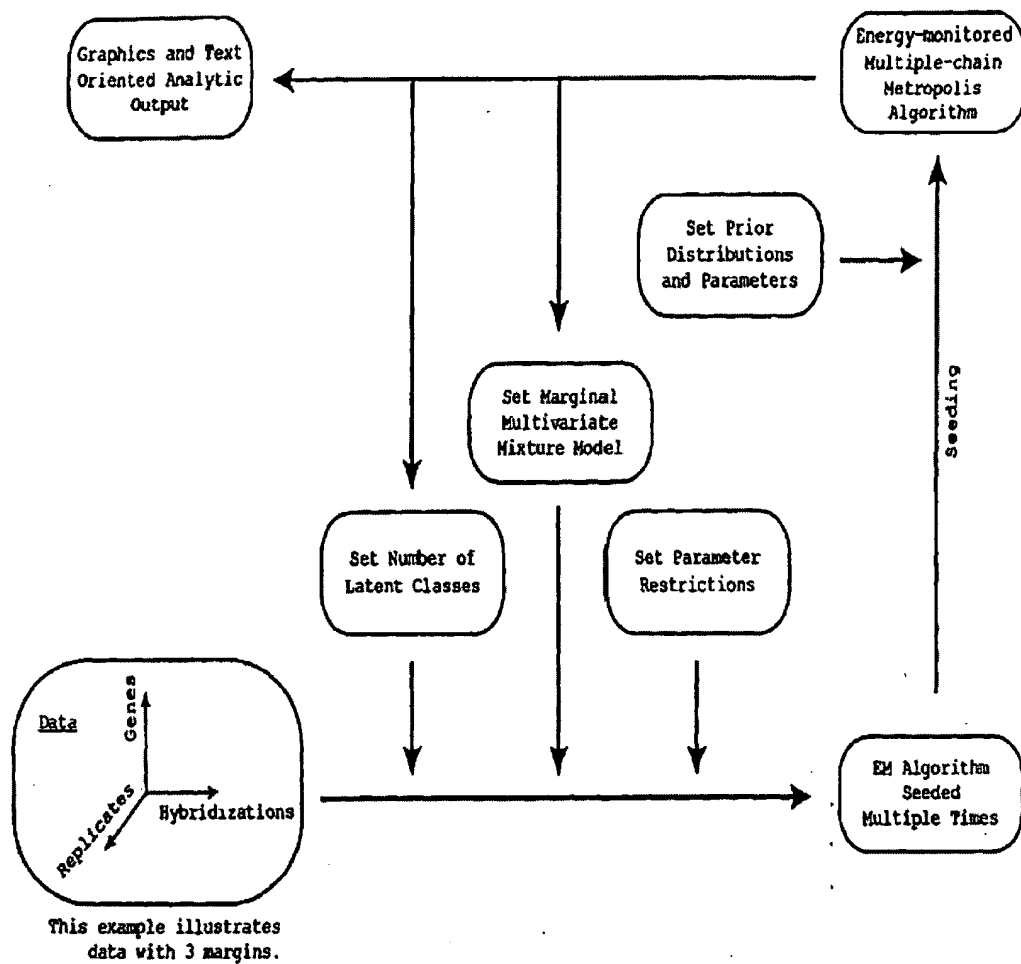 Graphics and Text
Oriented Analytic
Output
Energy-monitored
Multiple-chain
Metropolis
Algorithm
Set Prior
Distributions
and Parameters
Set Marginal
Multivariate
Mixture Model
Seeding
Set Number of
Latent Classes
Set Parameter
Restrictions
Data
Genes
Hybridizations
Replicates
EM Algorithm
Seeded
Multiple Times
This example illustrates
data with 3 margins.